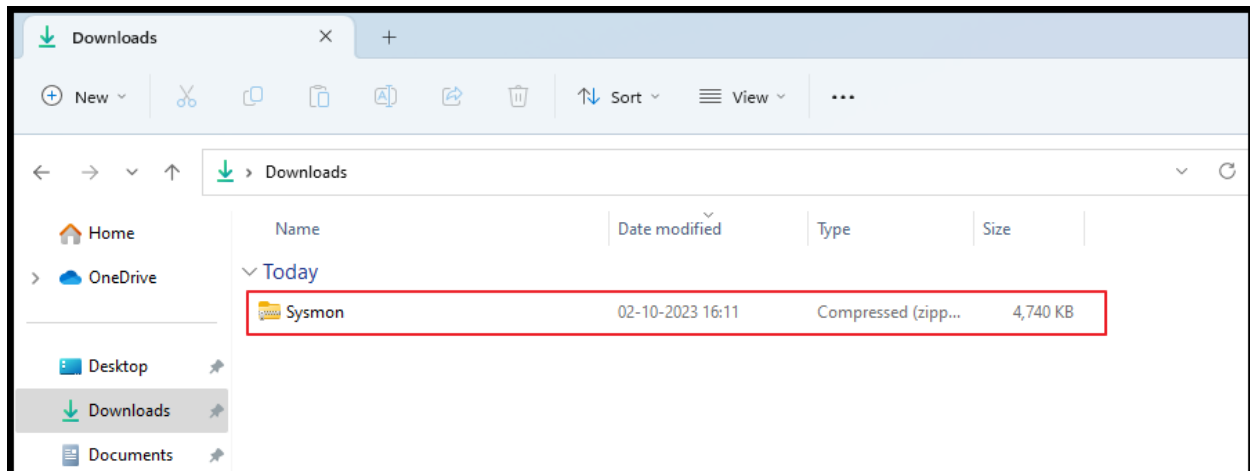 Downloads
New
Sort
View
Downloads
Home
OneDrive
Desktop
Downloads
Documents
Name Date modified Type Size
Today
Sysmon 02-10-2023 16:11 Compressed (zipp... 4,740 KB